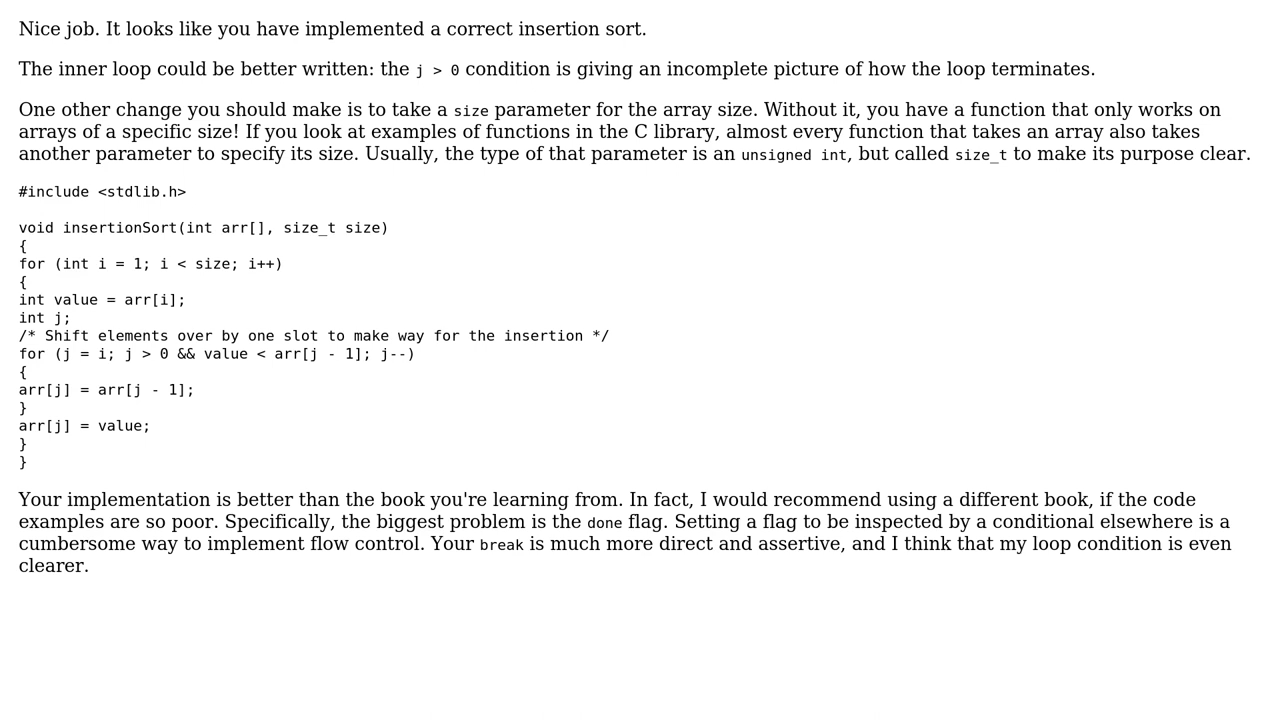 Nice job. It looks like you have implemented a correct insertion sort.
The inner loop could be better written: the j > 0 condition is giving an incomplete picture of how the loop terminates.
One other change you should make is to take a size parameter for the array size. Without it, you have a function that only works on
arrays of a specific size! If you look at examples of functions in the C library, almost every function that takes an array also takes
another parameter to specify its size. Usually, the type of that parameter is an unsigned int, but called size_t to make its purpose clear.
#include <stdlib.h>
void insertionSort(int arr[], size_t size)
{
for (int i = 1; i < size; i++)
{
int value = arr[i];
int j;
/* Shift elements over by one slot to make way for the insertion */
for (j = i; j > 0 && value < arr[j - 1]; j--)
{
arr[j] = arr[j - 1];
}
arr[j] = value;
}
}
Your implementation is better than the book you're learning from. In fact, I would recommend using a different book, if the code
examples are so poor. Specifically, the biggest problem is the done flag. Setting a flag to be inspected by a conditional elsewhere is a
cumbersome way to implement flow control. Your break is much more direct and assertive, and I think that my loop condition is even
clearer.